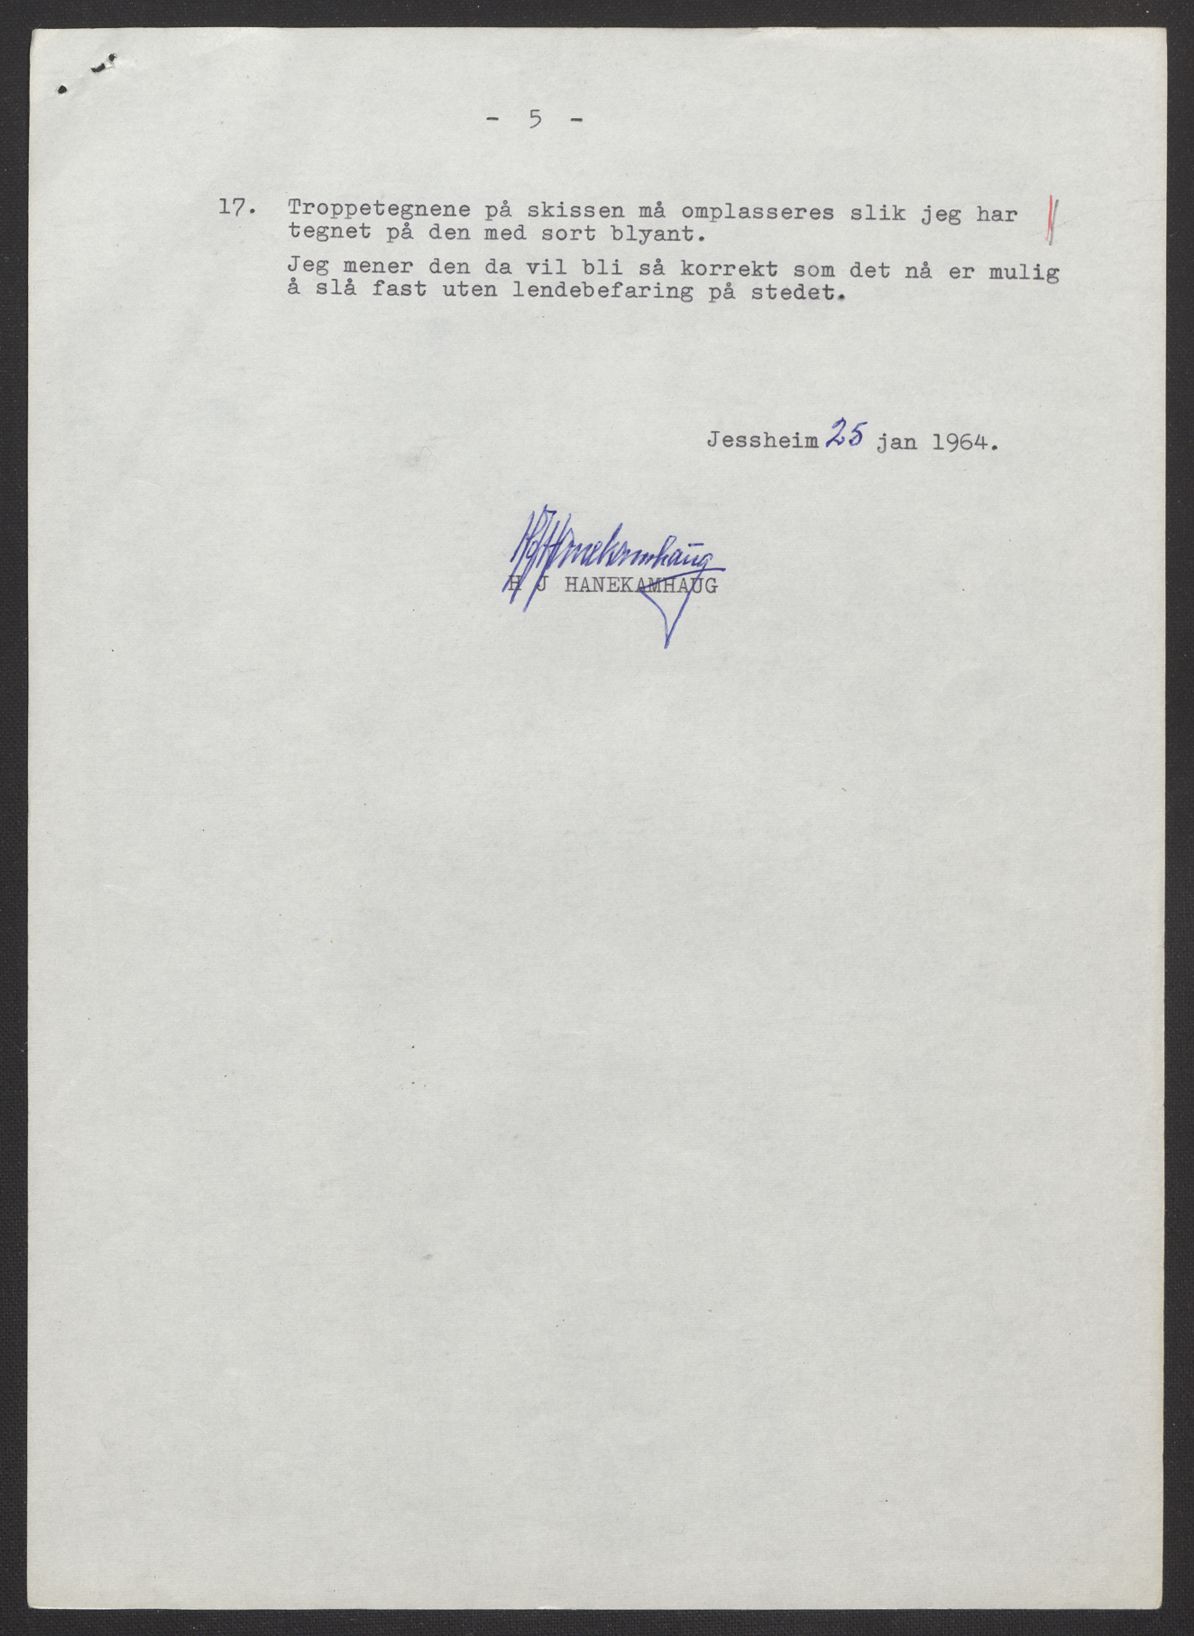 - 5 -
17. Troppetegnene på skissen må omplasseres slik jeg har
tegnet på den med sort blyant.
Jeg mener den da vil bli så korrekt som det nå er mulig
å slå fast uten lendebefaring på stedet.
Jessheim 25 jan 1964.
HJHanekamhaug
H J HANEKAMHAUG